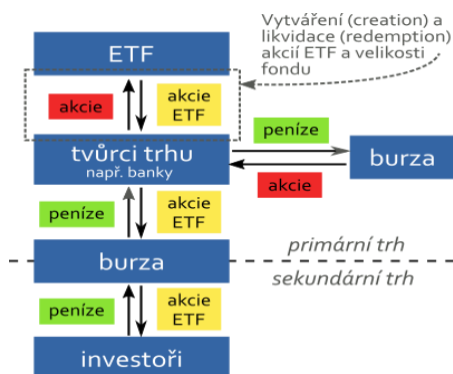 Vytváření (creation) a
likvidace (redemption)
akcií ETF a velikosti
fondu
ETF
akcie
akcie
ETF
tvůrci trhu
např. banky
peníze
akcie
burza
peníze
akcie
ETF
primární trh
burza
sekundární trh
peníze
akcie
ETF
investoři